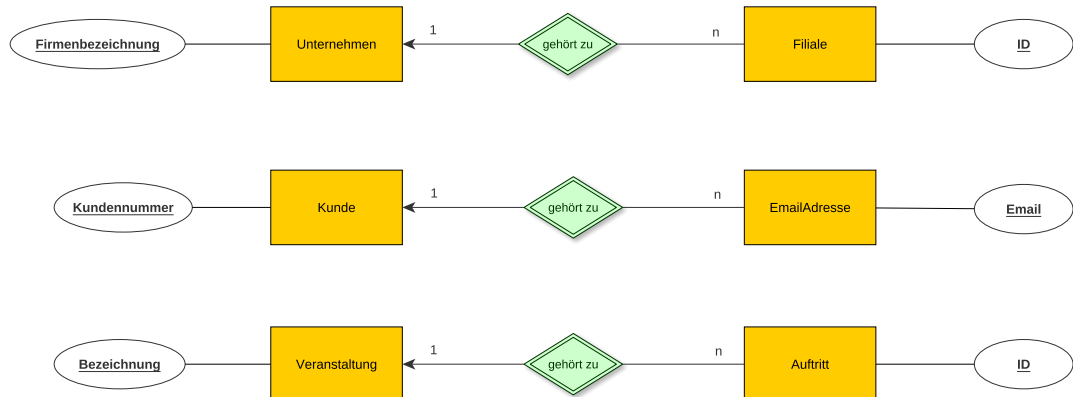 Firmenbezeichnung Unternehmen 1 gehört zu n Filiale ID
Kundennummer Kunde 1 gehört zu n EmailAdresse Email
Bezeichnung Veranstaltung 1 gehört zu n Auftritt ID